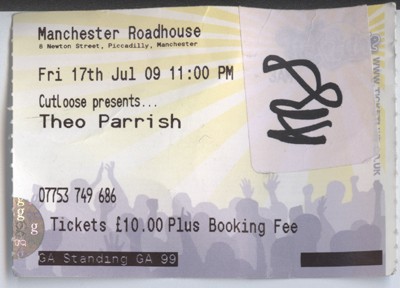 Manchester Roadhouse
8 Newton Street, Piccadilly, Manchester
Fri 17th Jul 09 11:00 PM
CutLoose presents...
Theo Parrish
07753 749 686
Tickets £10.00 Plus Booking Fee
GA Standing GA 99